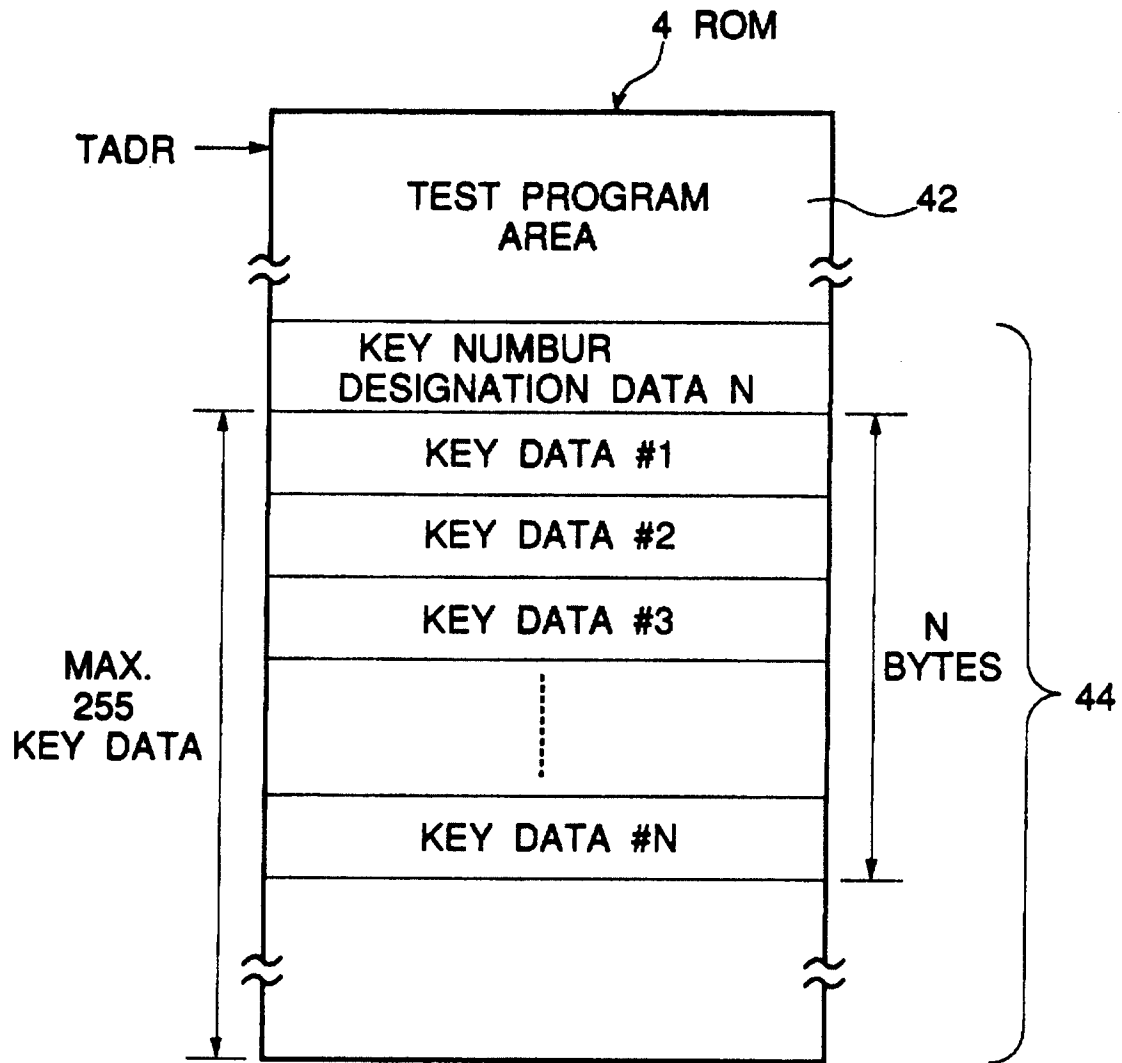 4 ROM
TADR
TEST PROGRAM
AREA
42
KEY NUMBUR
DESIGNATION DATA N
KEY DATA #1
KEY DATA #2
KEY DATA #3
MAX.
255
KEY DATA
N
BYTES
44
KEY DATA #N